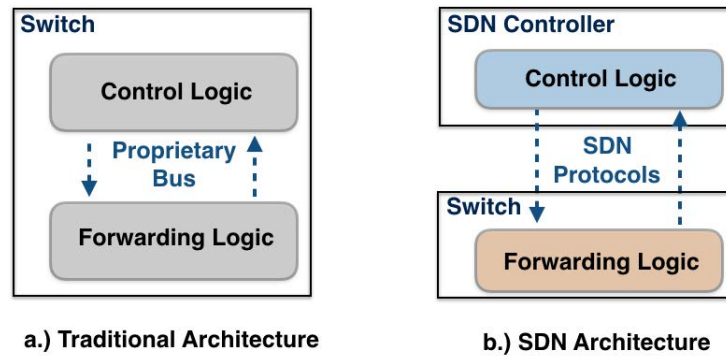 Switch
Control Logic
Proprietary
Bus
Forwarding Logic
a.) Traditional Architecture
SDN Controller
Control Logic
SDN
Protocols
Switch
Forwarding Logic
b.) SDN Architecture